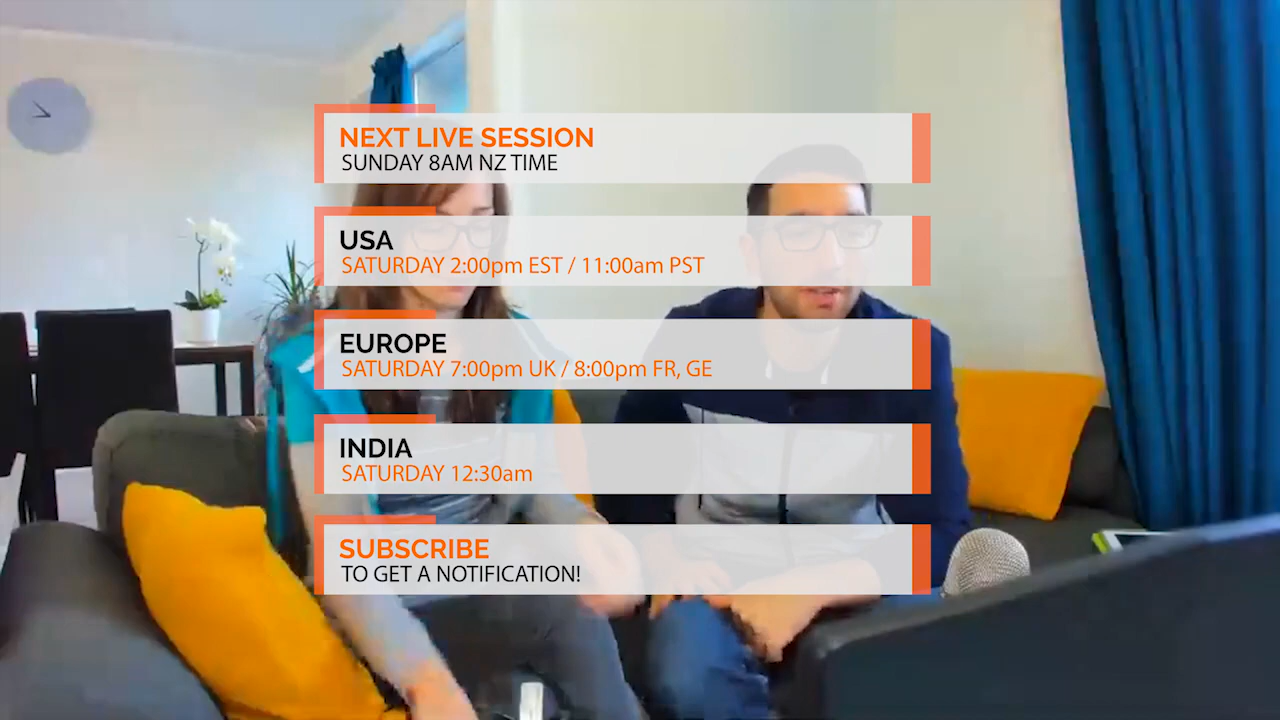 NEXT LIVE SESSION
SUNDAY 8AM NZ TIME
USA
SATURDAY 2:00pm EST / 11:00am PST
EUROPE
SATURDAY 7:00pm UK / 8:00pm FR, GE
INDIA
SATURDAY 12:30am
SUBSCRIBE
TO GET A NOTIFICATION!